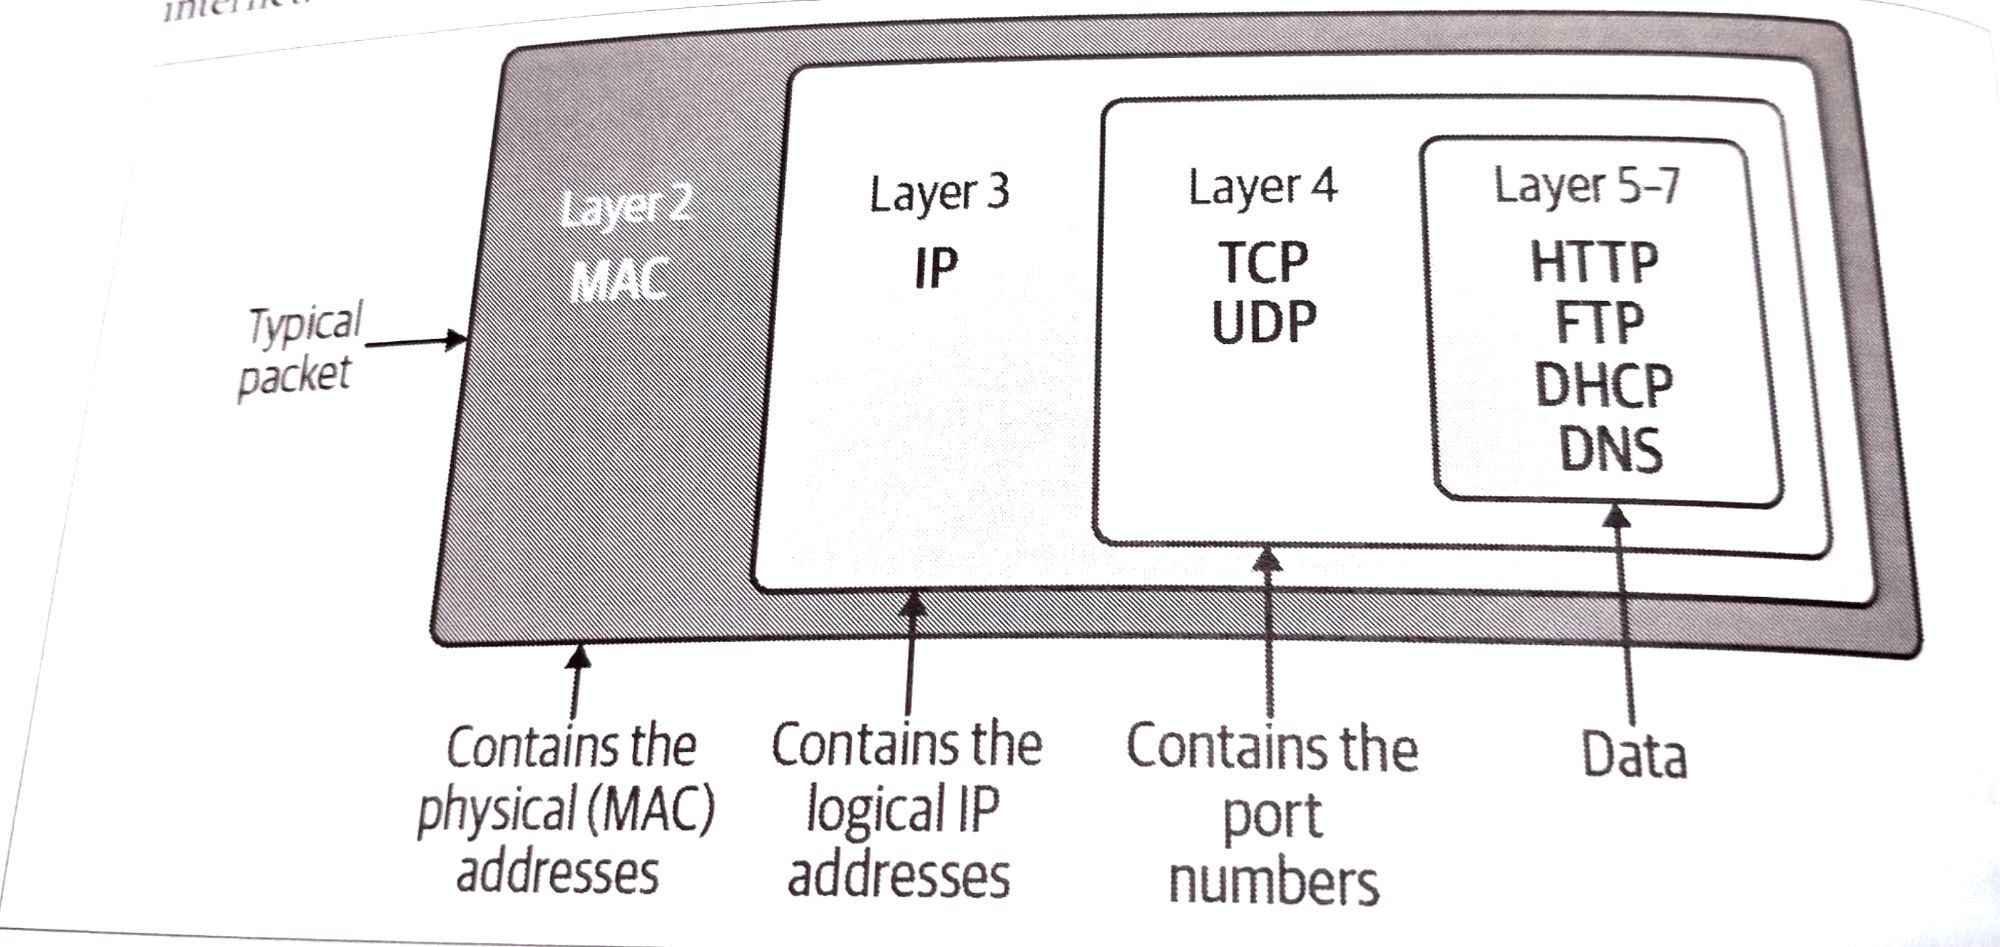 Layer 2
MAC
Layer 3
IP
Layer 4
TCP
UDP
Layer 5–7
HTTP
FTP
DHCP
DNS
Typical
packet
Contains the
physical (MAC)
addresses
Contains the
logical IP
addresses
Contains the
port
numbers
Data